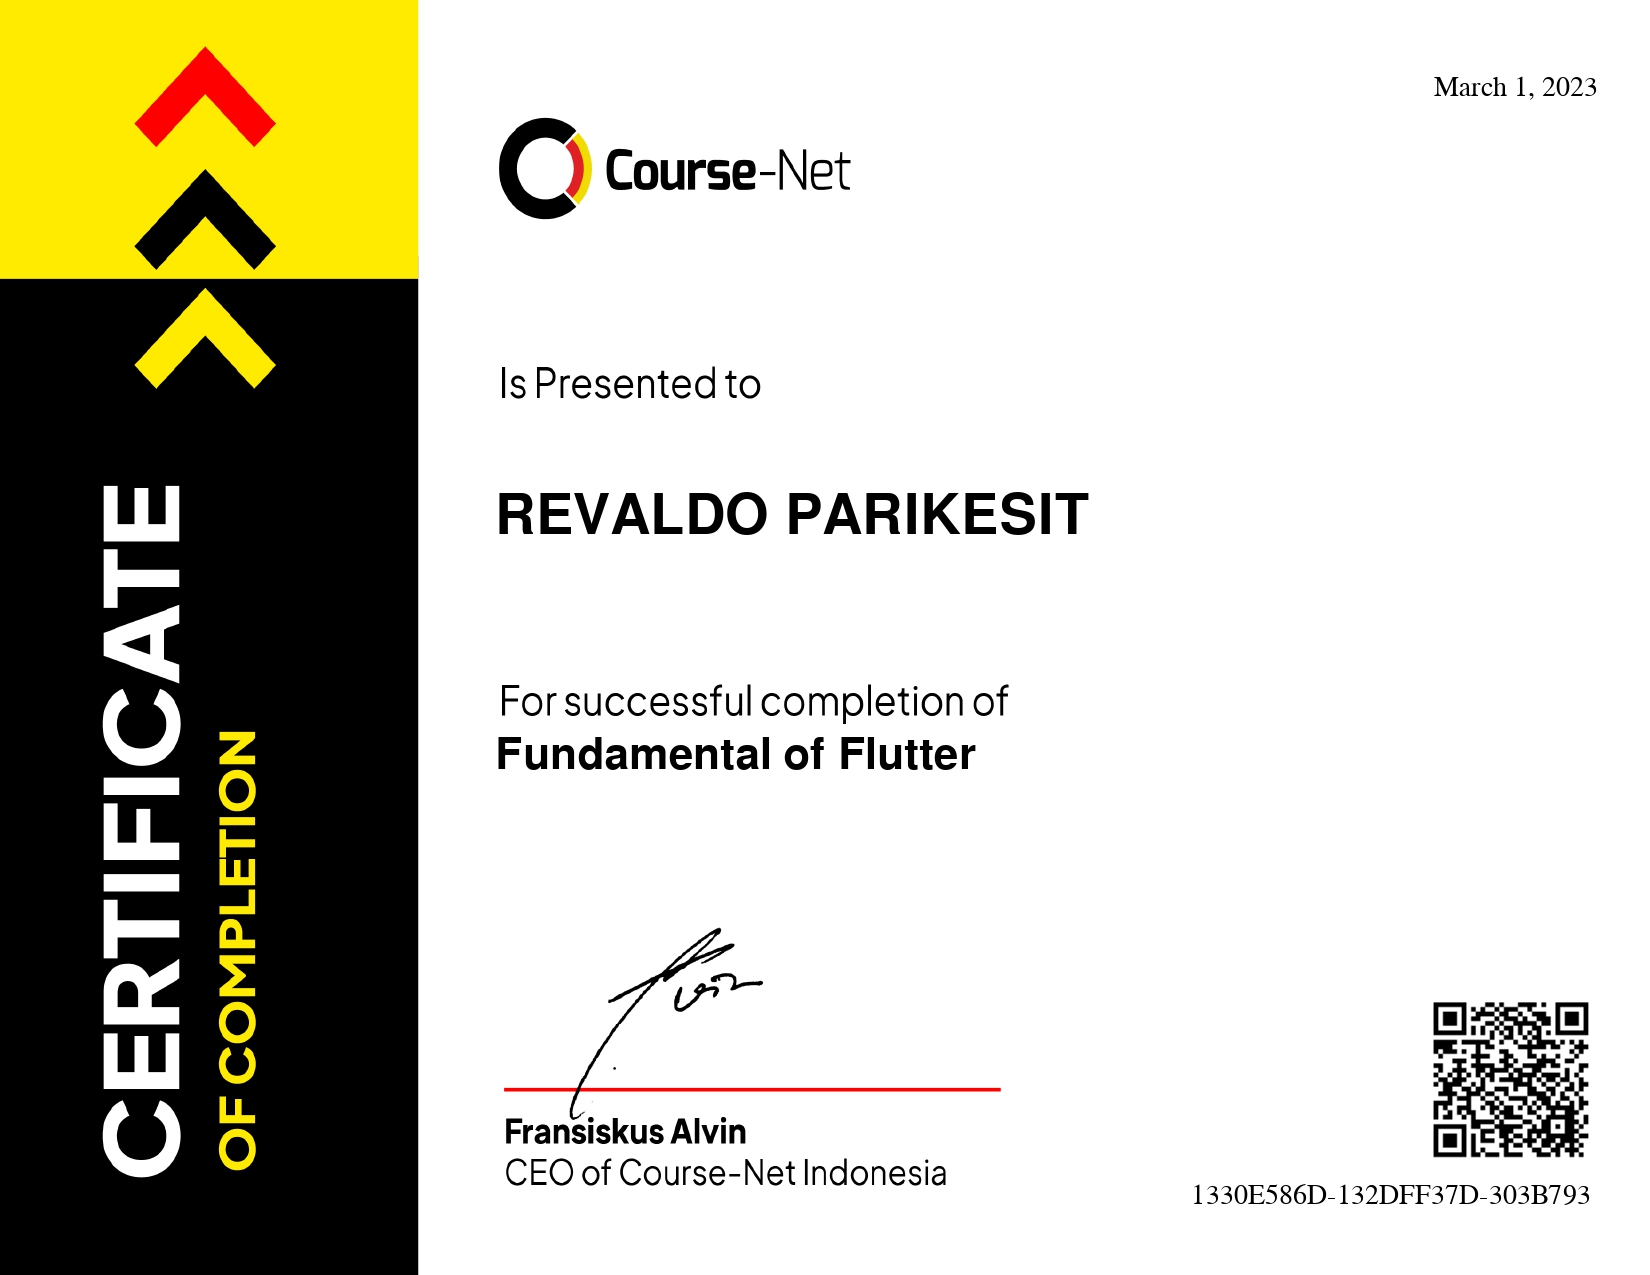 March 1, 2023
Course-Net
CERTIFICATE
OF COMPLETION
Is Presented to
REVALDO PARIKESIT
For successful completion of
Fundamental of Flutter
Alvin
Fransiskus Alvin
CEO of Course-Net Indonesia
1330E586D-132DFF37D-303B793